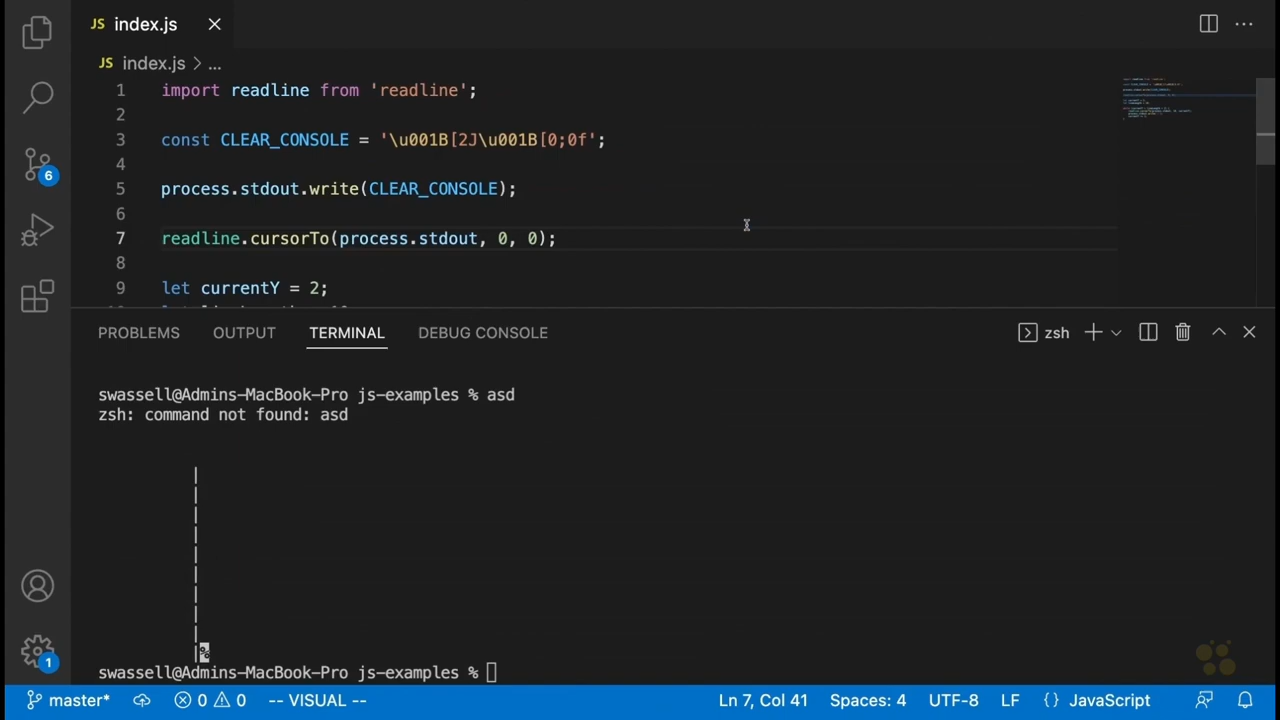 JS index.js
JS index.js > ...
1 import readline from 'readline';
2
3 const CLEAR_CONSOLE = '\u001B[2J\u001B[0;0f';
4
5 process.stdout.write(CLEAR_CONSOLE);
6
7 readline.cursorTo(process.stdout, 0, 0);
8
9 let currentY = 2;
PROBLEMS OUTPUT TERMINAL DEBUG CONSOLE zsh
swassell@Admins-MacBook-Pro js-examples % asd
zsh: command not found: asd
|
|
|
|
|
|
|
|
|
|%
swassell@Admins-MacBook-Pro js-examples %
6
1
master* 0 0 -- VISUAL -- Ln 7, Col 41 Spaces: 4 UTF-8 LF {} JavaScript